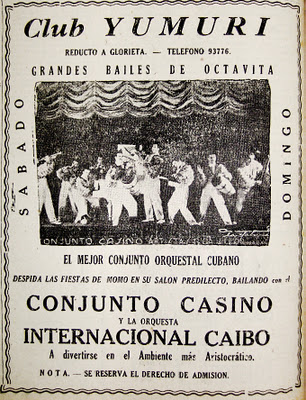 Club YUMURI
REDUCTO A GLORIETA. — TELEFONO 93776.
GRANDES BAILES DE OCTAVITA
SABADO
DOMINGO
CONJUNTO CASINO
EL MEJOR CONJUNTO ORQUESTAL CUBANO
DESPIDA LAS FIESTAS DE MOMO EN SU SALON PREDILECTO, BAILANDO con el
CONJUNTO CASINO
Y LA ORQUESTA
INTERNACIONAL CAIBO
A divertirse en el Ambiente más Aristocrático.
NOTA. — SE RESERVA EL DERECHO DE ADMISION.